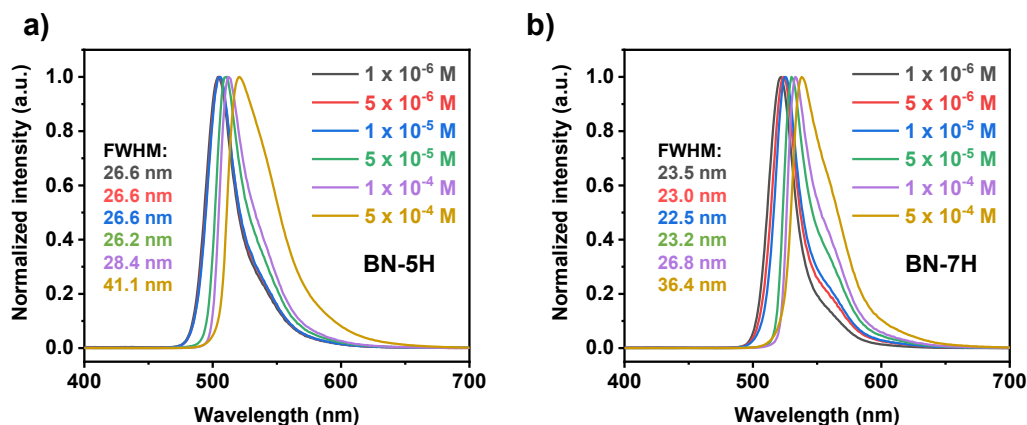 a)
Normalized intensity (a.u.)
1.0
0.8
0.6
0.4
0.2
0.0
1 x 10⁻⁶ M
5 x 10⁻⁶ M
1 x 10⁻⁵ M
5 x 10⁻⁵ M
1 x 10⁻⁴ M
5 x 10⁻⁴ M
FWHM:
26.6 nm
26.6 nm
26.6 nm
26.2 nm
28.4 nm
41.1 nm
BN-5H
400 500 600 700
Wavelength (nm)
b)
Normalized intensity (a.u.)
1.0
0.8
0.6
0.4
0.2
0.0
1 x 10⁻⁶ M
5 x 10⁻⁶ M
1 x 10⁻⁵ M
5 x 10⁻⁵ M
1 x 10⁻⁴ M
5 x 10⁻⁴ M
FWHM:
23.5 nm
23.0 nm
22.5 nm
23.2 nm
26.8 nm
36.4 nm
BN-7H
400 500 600 700
Wavelength (nm)